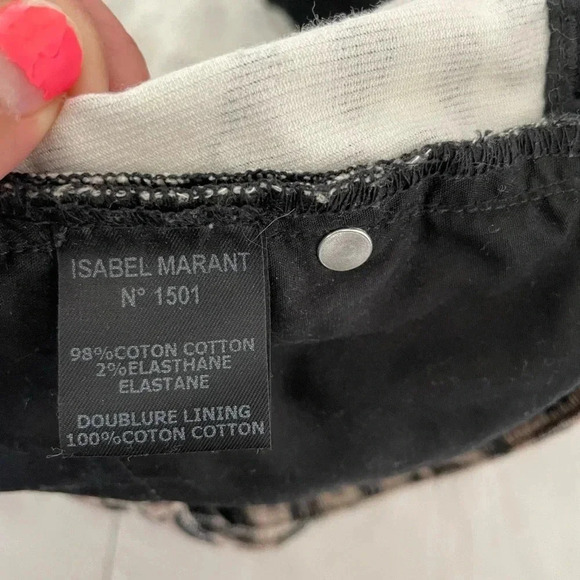 ISABEL MARANT
N° 1501
98%COTON COTTON
2%ELASTHANE
ELASTANE
DOUBLURE LINING
100%COTON COTTON